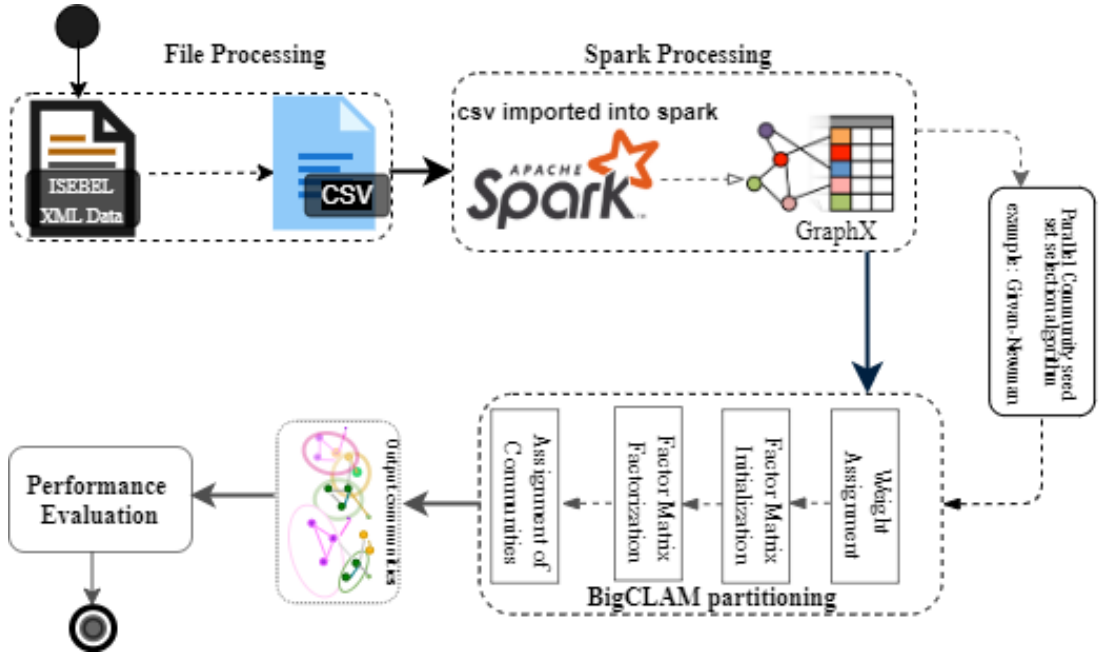 File Processing
Spark Processing
ISEBEL
XML Data
CSV
csv imported into spark
APACHE
Spark
TM
GraphX
Parallel Community seed
set selection algorithm
example: Girvan-Newman
Weight
Assignment
Factor Matrix
Initialization
Factor Matrix
Factorization
Assignment of
Communities
BigCLAM partitioning
Output communities
Performance
Evaluation